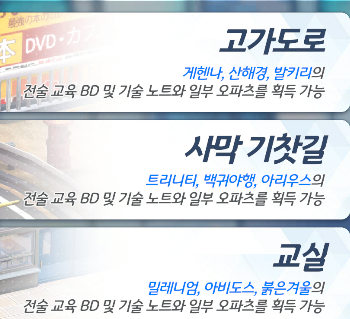 本 DVD・カ
고가도로
게헨나, 산해경, 발키리의
전술 교육 BD 및 기술 노트와 일부 오파츠를 획득 가능
사막 기찻길
트리니티, 백귀야행, 아리우스의
전술 교육 BD 및 기술 노트와 일부 오파츠를 획득 가능
교실
밀레니엄, 아비도스, 붉은겨울의
전술 교육 BD 및 기술 노트와 일부 오파츠를 획득 가능